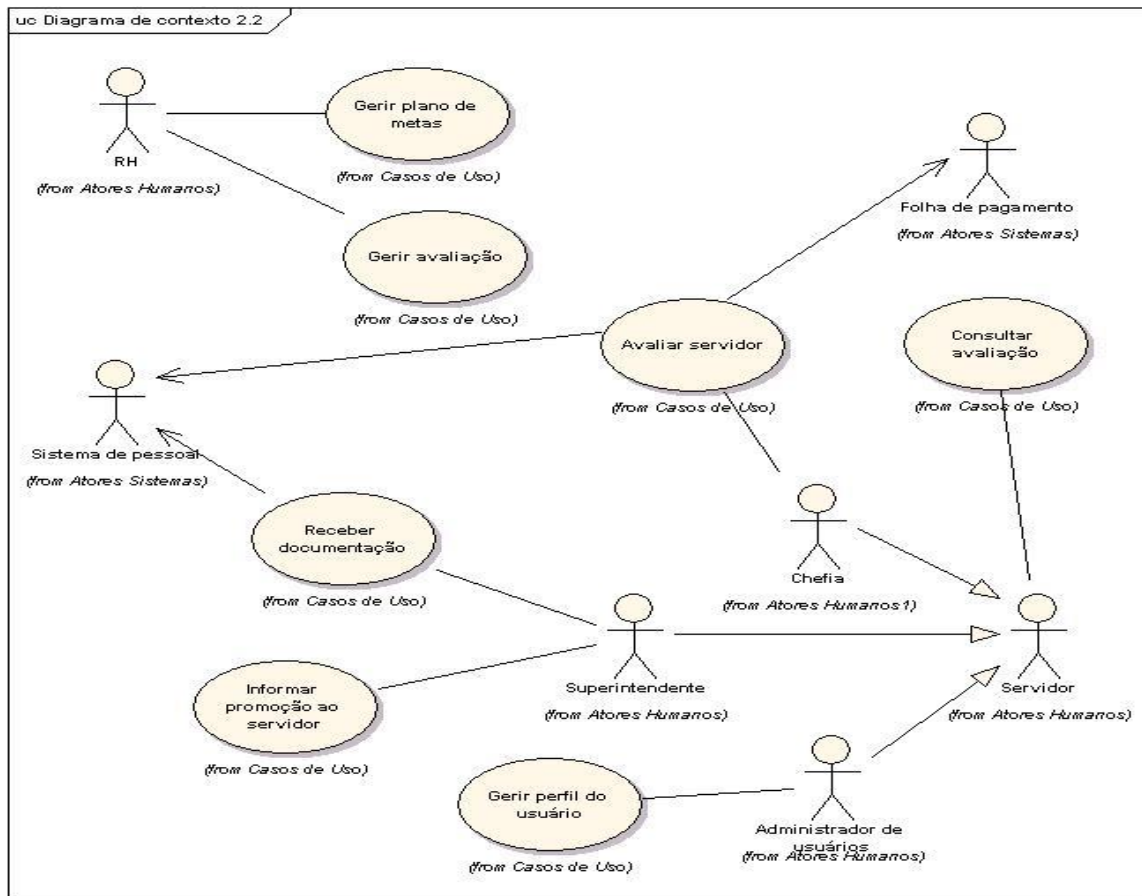 uc Diagrama de contexto 2.2
Gerir plano de
metas
(from Casos de Uso)
RH
(from Atores Humanos)
Folha de pagamento
(from Atores Sistemas)
Gerir avaliação
(from Casos de Uso)
Avaliar servidor
(from Casos de Uso)
Consultar
avaliação
(from Casos de Uso)
Sistema de pessoal
(from Atores Sistemas)
Receber
documentação
(from Casos de Uso)
Chefia
(from Atores Humanos1)
Superintendente
(from Atores Humanos)
Servidor
(from Atores Humanos)
Informar
promoção ao
servidor
(from Casos de Uso)
Gerir perfil do
usuário
(from Casos de Uso)
Administrador de
usuários
(from Atores Humanos)